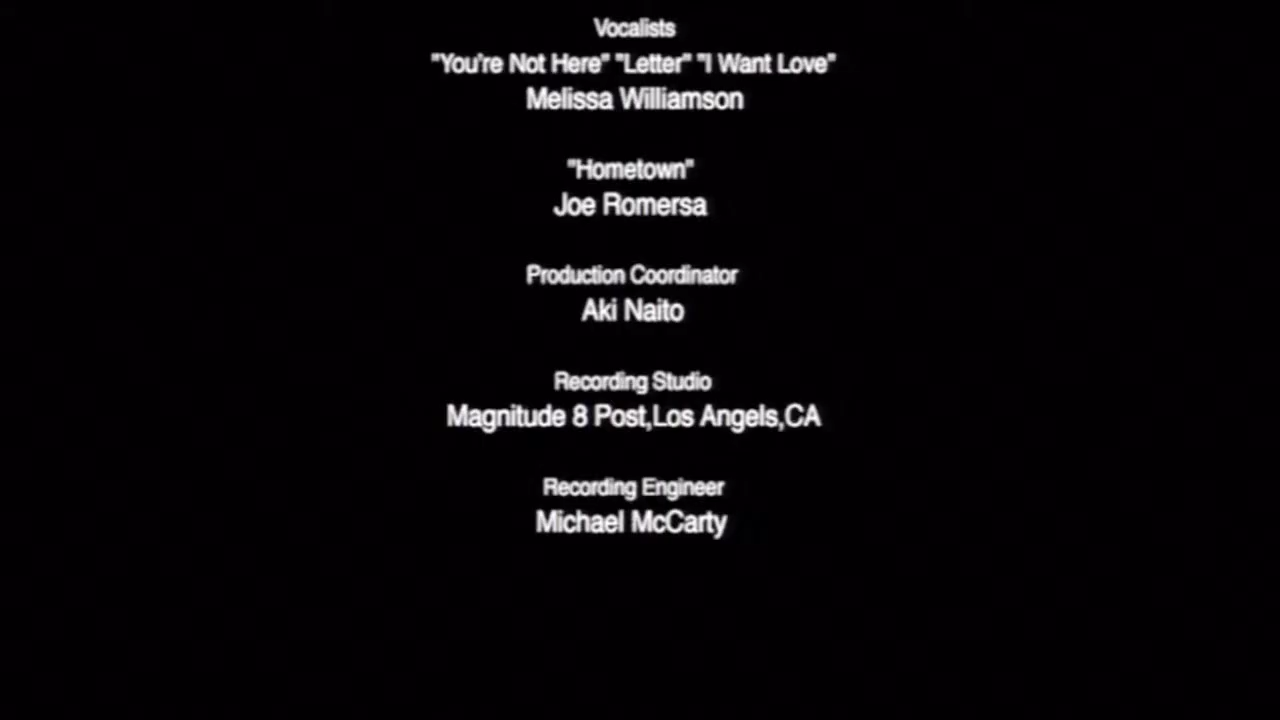 Vocalists
"You're Not Here" "Letter" "I Want Love"
Melissa Williamson
"Hometown"
Joe Romersa
Production Coordinator
Aki Naito
Recording Studio
Magnitude 8 Post,Los Angels,CA
Recording Engineer
Michael McCarty